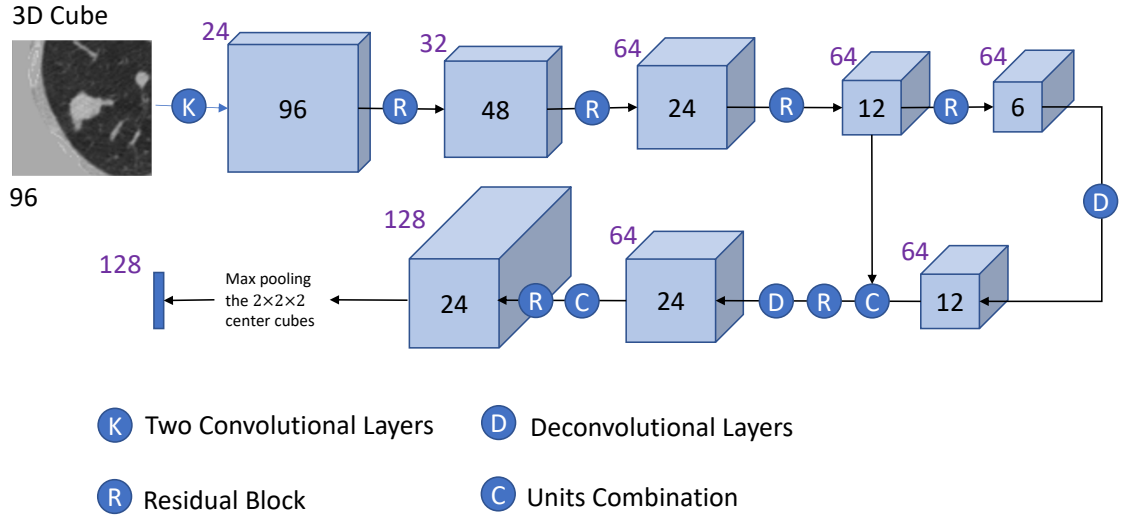 3D Cube
24
32
64
64
64
K
96
R
48
R
24
R
12
R
6
96
D
128
64
64
128
Max pooling
the 2×2×2
center cubes
24
R
C
24
D
R
C
12
K Two Convolutional Layers
D Deconvolutional Layers
R Residual Block
C Units Combination